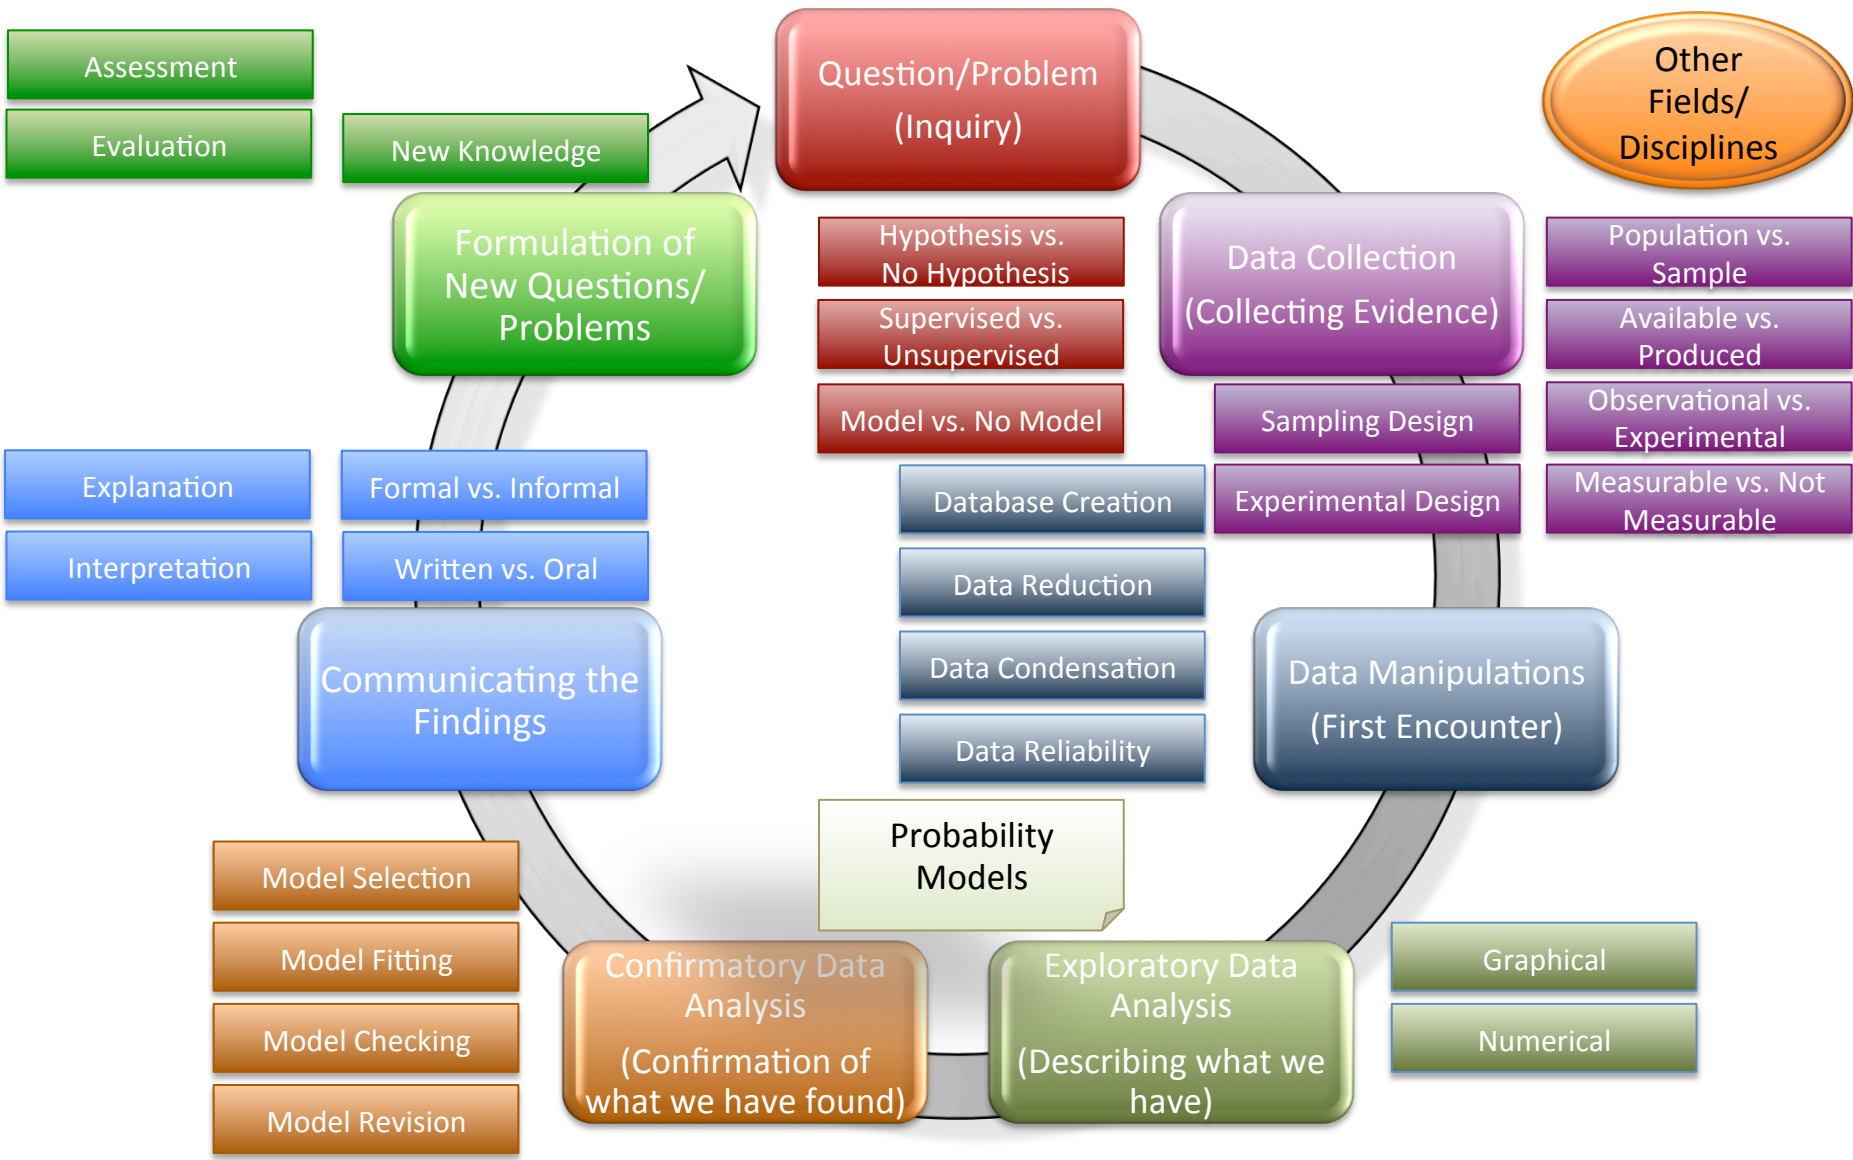 Question/Problem
(Inquiry)
Hypothesis vs.
No Hypothesis
Supervised vs.
Unsupervised
Model vs. No Model
Other
Fields/
Disciplines
Data Collection
(Collecting Evidence)
Population vs.
Sample
Available vs.
Produced
Observational vs.
Experimental
Measurable vs. Not
Measurable
Sampling Design
Experimental Design
Data Manipulations
(First Encounter)
Database Creation
Data Reduction
Data Condensation
Data Reliability
Probability
Models
Exploratory Data
Analysis
(Describing what we
have)
Graphical
Numerical
Confirmatory Data
Analysis
(Confirmation of
what we have found)
Model Selection
Model Fitting
Model Checking
Model Revision
Communicating the
Findings
Explanation
Interpretation
Formal vs. Informal
Written vs. Oral
Formulation of
New Questions/
Problems
Assessment
Evaluation
New Knowledge